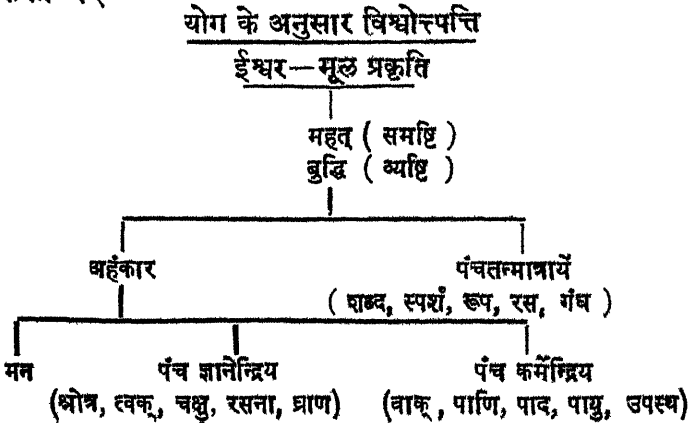 योग के अनुसार विश्वोत्त्पत्ति
ईश्वर—मूल प्रकृति
महत् ( समष्टि )
बुद्धि ( व्यष्टि )
अहंकार पंचतन्मात्रायें
( शब्द, स्पर्श, रूप, रस, गंध )
मन पंच ज्ञानेन्द्रिय पंच कर्मेन्द्रिय
(श्रोत्र, त्वक्, चक्षु, रसना, घ्राण) (वाक्, पाणि, पाद, पायु, उपस्थ)